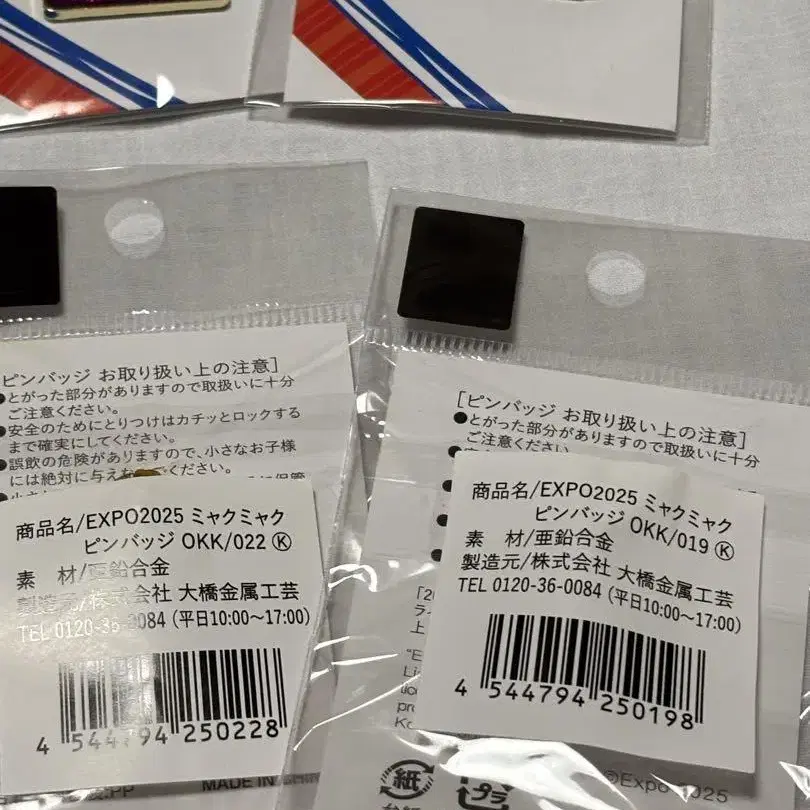 ピンバッジ お取り扱い上の注意]
●とがった部分がありますので取扱いに十分
ご注意ください。
●安全のためにとりつけはカチッとロックする
まで確実にしてください。
●誤飲の危険がありますので、小さなお子様
には絶対に与え
でください。
商品名/EXPO2025 ミャクミャク
ピンバッジ OKK/022 Ⓚ
素 材/亜鉛合金
製造元/株式会社 大橋金属工芸
TEL 0120-36-0084 (平日10:00〜17:00)
4 544794 250228
PP
MADE IN
[ピンバッジ お取り扱い上の注意]
●とがった部分がありますので取扱いに十分
ご注意ください
商品名/EXPO2025 ミャクミャク
ピンバッジ OKK/019 Ⓚ
素 材/亜鉛合金
製造元/株式会社 大橋金属工芸
TEL 0120-36-0084 (平日10:00〜17:00)
4 544794 250198
紙
プラ
©Expo 2025